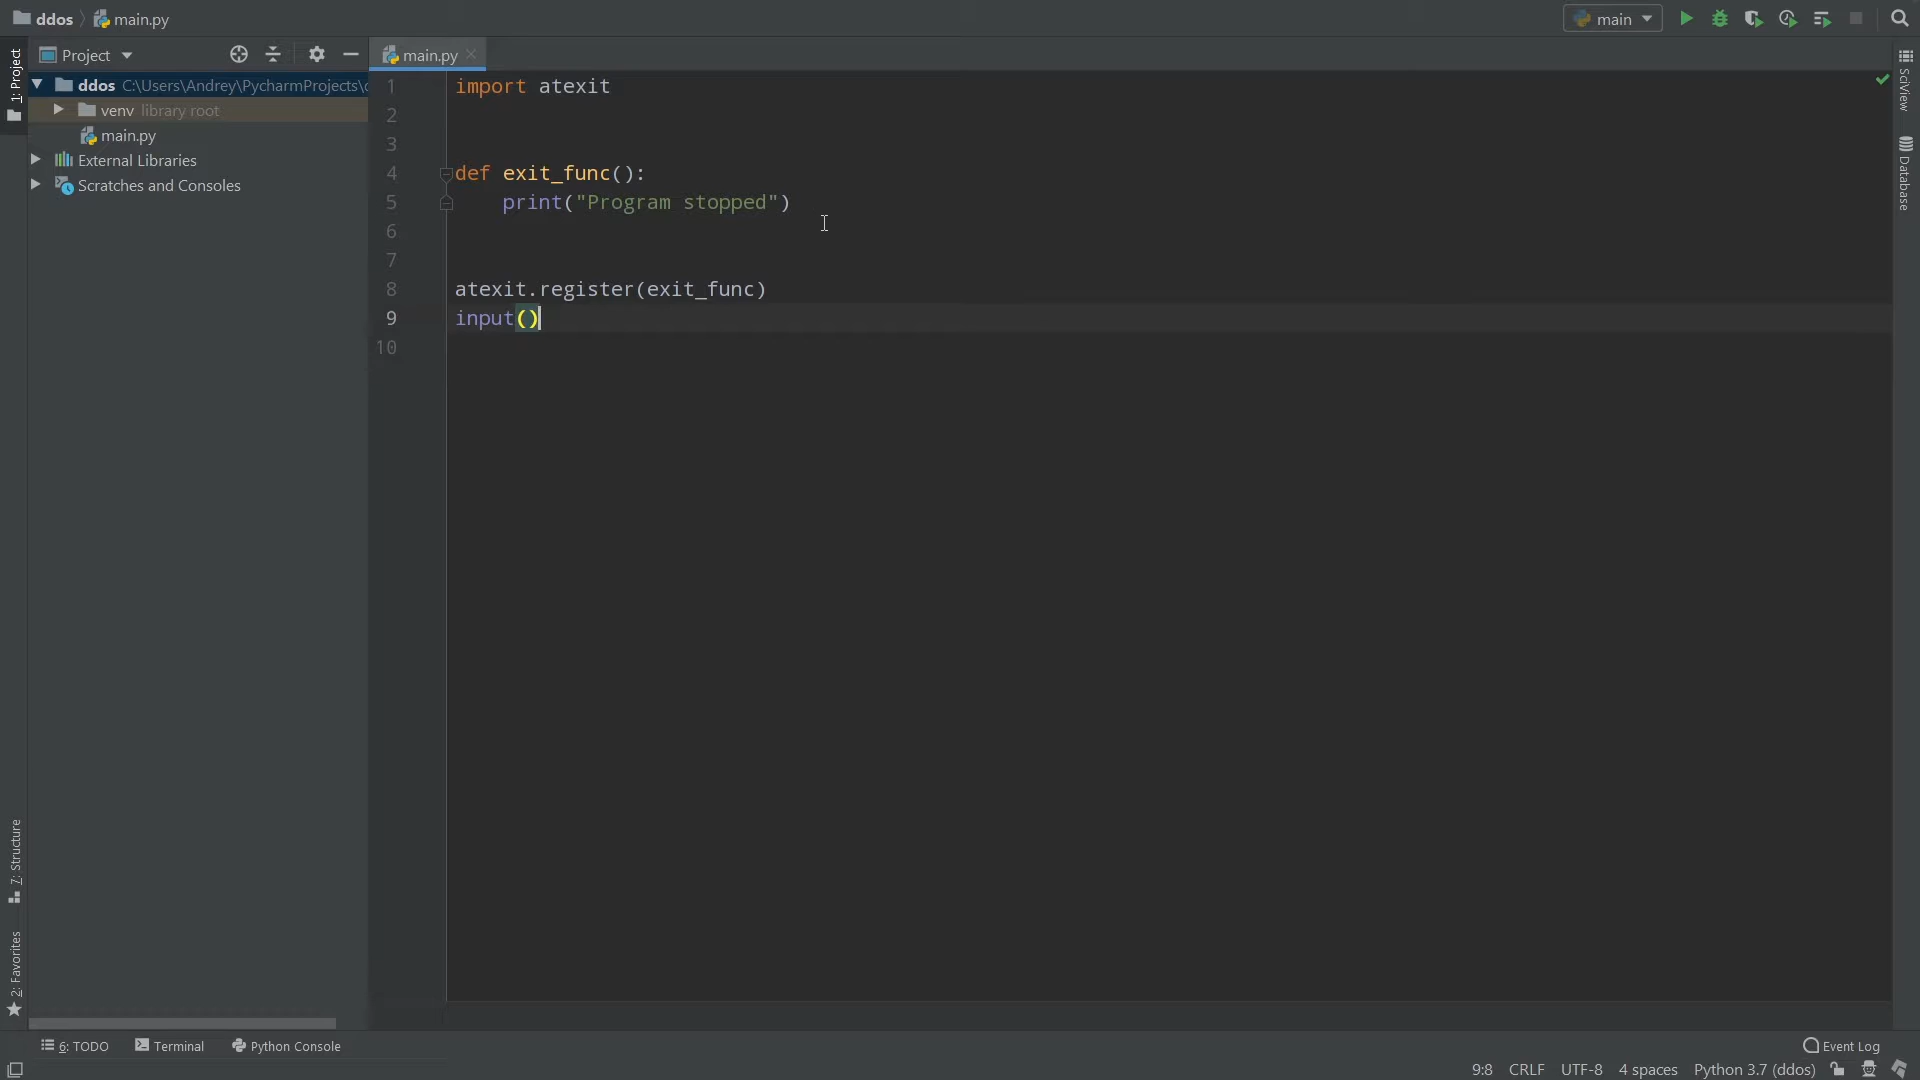 ddos main.py
main
Project
main.py
1: Project
ddos C:\Users\Andrey\PycharmProjects\
venv library root
main.py
External Libraries
Scratches and Consoles
1 import atexit
2
3
4 def exit_func():
5     print("Program stopped")
6
7
8 atexit.register(exit_func)
9 input()
10
SciView
Database
7: Structure
2: Favorites
6: TODO Terminal Python Console Event Log
9:8 CRLF UTF-8 4 spaces Python 3.7 (ddos)